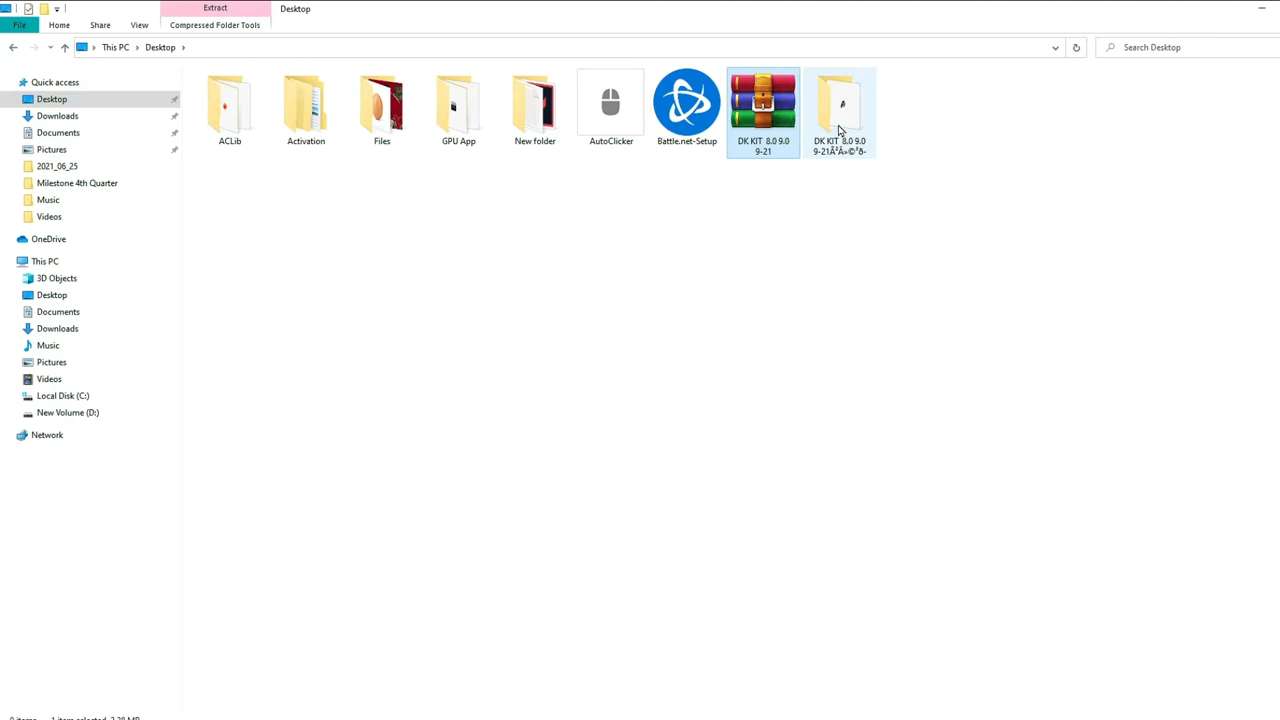 Extract
Desktop
File
Home
Share
View
Compressed Folder Tools
This PC
Desktop
Search Desktop
Quick access
Desktop
Downloads
Documents
Pictures
2021_06_25
Milestone 4th Quarter
Music
Videos
OneDrive
This PC
3D Objects
Desktop
Documents
Downloads
Music
Pictures
Videos
Local Disk (C:)
New Volume (D:)
Network
ACLib
Activation
Files
GPU App
New folder
AutoClicker
Battle.net-Setup
DK KIT 8.0 9.0
9-21
DK KIT 8.0 9.0